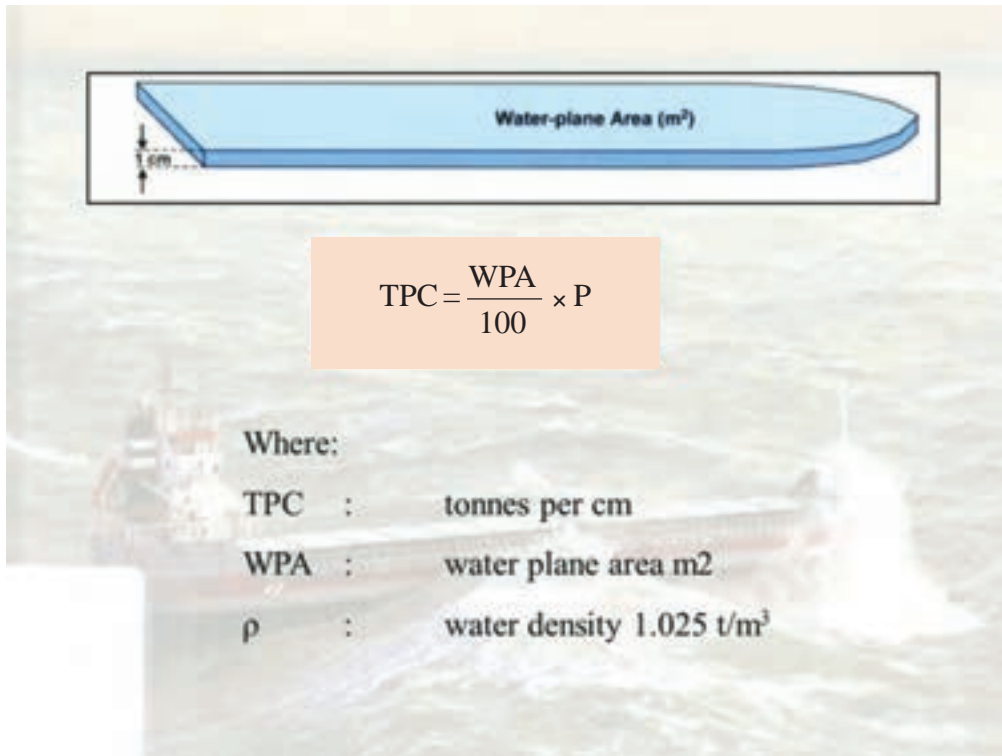 Water-plane Area (m²)
1 cm
TPC = WPA / 100 × P
Where:
TPC : tonnes per cm
WPA : water plane area m2
ρ : water density 1.025 t/m³